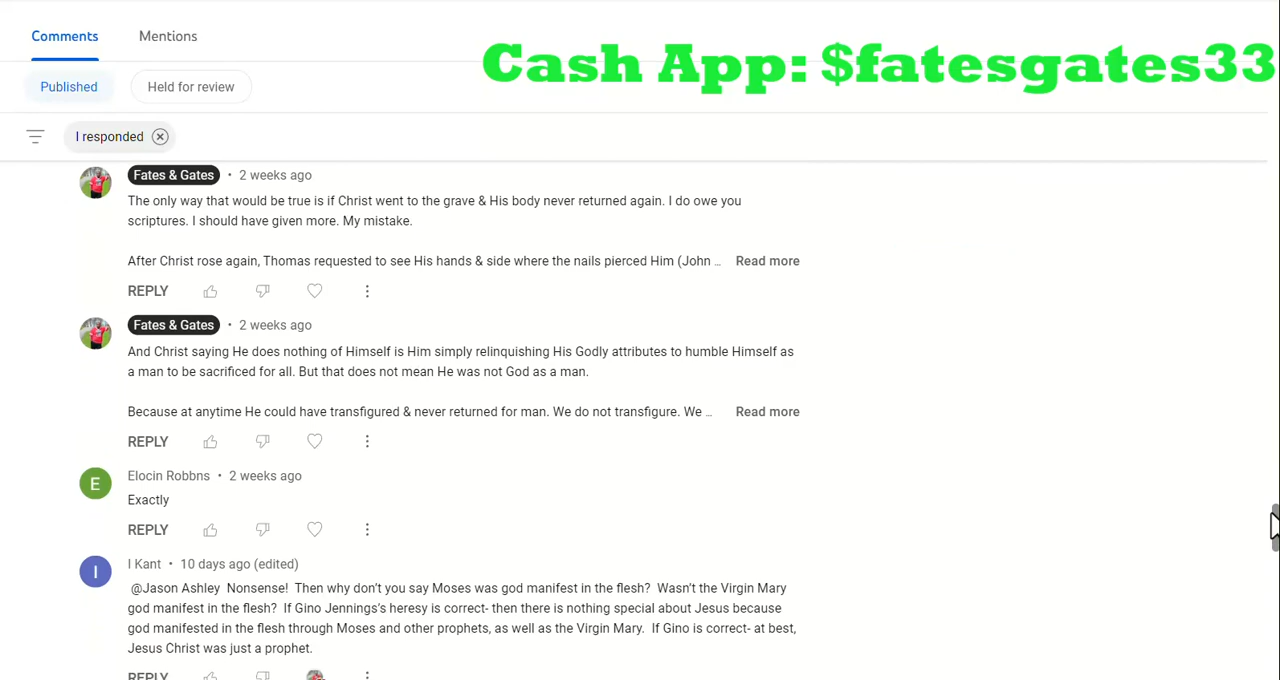 Comments
Mentions
Cash App: $fatesgates33
Published
Held for review
I responded
Fates & Gates • 2 weeks ago
The only way that would be true is if Christ went to the grave & His body never returned again. I do owe you
scriptures. I should have given more. My mistake.
After Christ rose again, Thomas requested to see His hands & side where the nails pierced Him (John ...
Read more
REPLY
Fates & Gates • 2 weeks ago
And Christ saying He does nothing of Himself is Him simply relinquishing His Godly attributes to humble Himself as
a man to be sacrificed for all. But that does not mean He was not God as a man.
Because at anytime He could have transfigured & never returned for man. We do not transfigure. We ...
Read more
REPLY
E
Elocin Robbns • 2 weeks ago
Exactly
REPLY
I
I Kant • 10 days ago (edited)
@Jason Ashley Nonsense! Then why don't you say Moses was god manifest in the flesh? Wasn't the Virgin Mary
god manifest in the flesh? If Gino Jennings's heresy is correct- then there is nothing special about Jesus because
god manifested in the flesh through Moses and other prophets, as well as the Virgin Mary. If Gino is correct- at best,
Jesus Christ was just a prophet.
REPLY